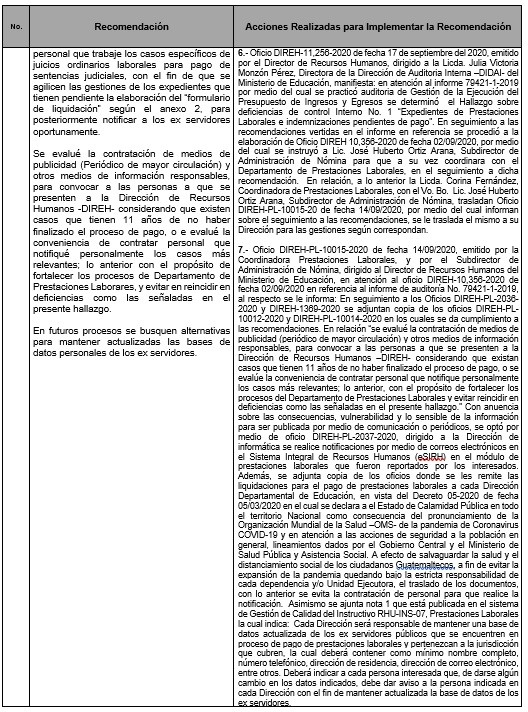 No.
Recomendación
Acciones Realizadas para Implementar la Recomendación
personal que trabaje los casos específicos de
juicios ordinarios laborales para pago de
sentencias judiciales, con el fin de que se
agilicen las gestiones de los expedientes que
tienen pendiente la elaboración del "formulario
de liquidación" según el anexo 2, para
posteriormente notificar a los ex servidores
oportunamente.
Se evalué la contratación de medios de
publicidad (Periódico de mayor circulación) y
otros medios de información responsables,
para convocar a las personas a que se
presenten a la Dirección de Recursos
Humanos -DIREH- considerando que existen
casos que tienen 11 años de no haber
finalizado el proceso de pago, o e evalué la
conveniencia de contratar personal que
notifiqué personalmente los casos más
relevantes; lo anterior con el propósito de
fortalecer los procesos de Departamento de
Prestaciones Laborares, y evitar en reincidir en
deficiencias como las señaladas en el
presente hallazgo.
En futuros procesos se busquen alternativas
para mantener actualizadas las bases de
datos personales de los ex servidores.
6.- Oficio DIREH-11,256-2020 de fecha 17 de septiembre del 2020, emitido
por el Director de Recursos Humanos, dirigido a la Licda. Julia Victoria
Monzón Pérez, Directora de la Dirección de Auditoria Interna –DIDAI- del
Ministerio de Educación, manifiesta: en atención al informe 79421-1-2019
por medio del cual se practicó auditoria de Gestión de la Ejecución del
Presupuesto de Ingresos y Egresos se determinó el Hallazgo sobre
deficiencias de control Interno No. 1 "Expedientes de Prestaciones
Laborales e indemnizaciones pendientes de pago". En seguimiento a las
recomendaciones vertidas en el informe en referencia se procedió a la
elaboración de Oficio DIREH 10,356-2020 de fecha 02/09/2020, por medio
del cual se instruyó al Lic. José Huberto Ortiz Arana, Subdirector de
Administración de Nómina para que a su vez coordinara con el
Departamento de Prestaciones Laborales, en el seguimiento a dicha
recomendación. En relación, a lo anterior la Licda. Corina Fernández,
Coordinadora de Prestaciones Laborales, con el Vo. Bo. Lic. José Huberto
Ortiz Arana, Subdirector de Administración de Nómina, trasladan Oficio
DIREH-PL-10015-20 de fecha 14/09/2020, por medio del cual informan
sobre el seguimiento a las recomendaciones, se le traslada el mismo a su
Dirección para las gestiones según correspondan.
7.- Oficio DIREH-PL-10015-2020 de fecha 14/09/2020, emitido por la
Coordinadora Prestaciones Laborales, y por el Subdirector de
Administración de Nómina, dirigido al Director de Recursos Humanos del
Ministerio de Educación, en atención al oficio DIREH-10,356-2020 de
fecha 02/09/2020 en referencia al informe de auditoría No. 79421-1-2019,
al respecto se le informa: En seguimiento a los Oficios DIREH-PL-2036-
2020 y DIREH-1369-2020 se adjuntan copia de los oficios DIREH-PL-
10012-2020 y DIREH-PL-10014-2020 en los cuales se da cumplimiento a
las recomendaciones. En relación "se evalué la contratación de medios de
publicidad (periódico de mayor circulación) y otros medios de información
responsables, para convocar a las personas a que se presenten a la
Dirección de Recursos Humanos –DIREH- considerando que existan
casos que tienen 11 años de no haber finalizado el proceso de pago, o se
evalúe la conveniencia de contratar personal que notifique personalmente
los casos más relevantes; lo anterior, con el propósito de fortalecer los
procesos del Departamento de Prestaciones Laborales y evitar reincidir en
deficiencias como las señaladas en el presente hallazgo." Con anuencia
sobre las consecuencias, vulnerabilidad y lo sensible de la información
para ser publicada por medio de comunicación o periódicos, se optó por
medio de oficio DIREH-PL-2037-2020, dirigido a la Dirección de
informática se realice notificaciones por medio de correos electrónicos en
el Sistema Integral de Recursos Humanos (eSIRH) en el módulo de
prestaciones laborales que fueron reportados por los interesados.
Además, se adjunta copia de los oficios donde se les remite las
liquidaciones para el pago de prestaciones laborales a cada Dirección
Departamental de Educación, en vista del Decreto 05-2020 de fecha
05/03/2020 en el cual se declara a el Estado de Calamidad Pública en todo
el territorio Nacional como consecuencia del pronunciamiento de la
Organización Mundial de la Salud –OMS- de la pandemia de Coronavirus
COVID-19 y en atención a las acciones de seguridad a la población en
general, lineamientos dados por el Gobierno Central y el Ministerio de
Salud Pública y Asistencia Social. A efecto de salvaguardar la salud y el
distanciamiento social de los ciudadanos Guatemaltecos, a fin de evitar la
expansión de la pandemia quedando bajo la estricta responsabilidad de
cada dependencia y/o Unidad Ejecutora, el traslado de los documentos,
con lo anterior se evita la contratación de personal para que realice la
notificación. Asimismo se ajunta nota 1 que está publicada en el sistema
de Gestión de Calidad del Instructivo RHU-INS-07, Prestaciones Laborales
la cual indica: Cada Dirección será responsable de mantener una base de
datos actualizada de los ex servidores públicos que se encuentren en
proceso de pago de prestaciones laborales y pertenezcan a la jurisdicción
que cubren, la cual deberá contener como mínimo nombre completo,
número telefónico, dirección de residencia, dirección de correo electrónico,
entre otros. Deberá indicar a cada persona interesada que, de darse algún
cambio en los datos indicados, debe dar aviso a la persona indicada en
cada Dirección con el fin de mantener actualizada la base de datos de los
ex servidores.